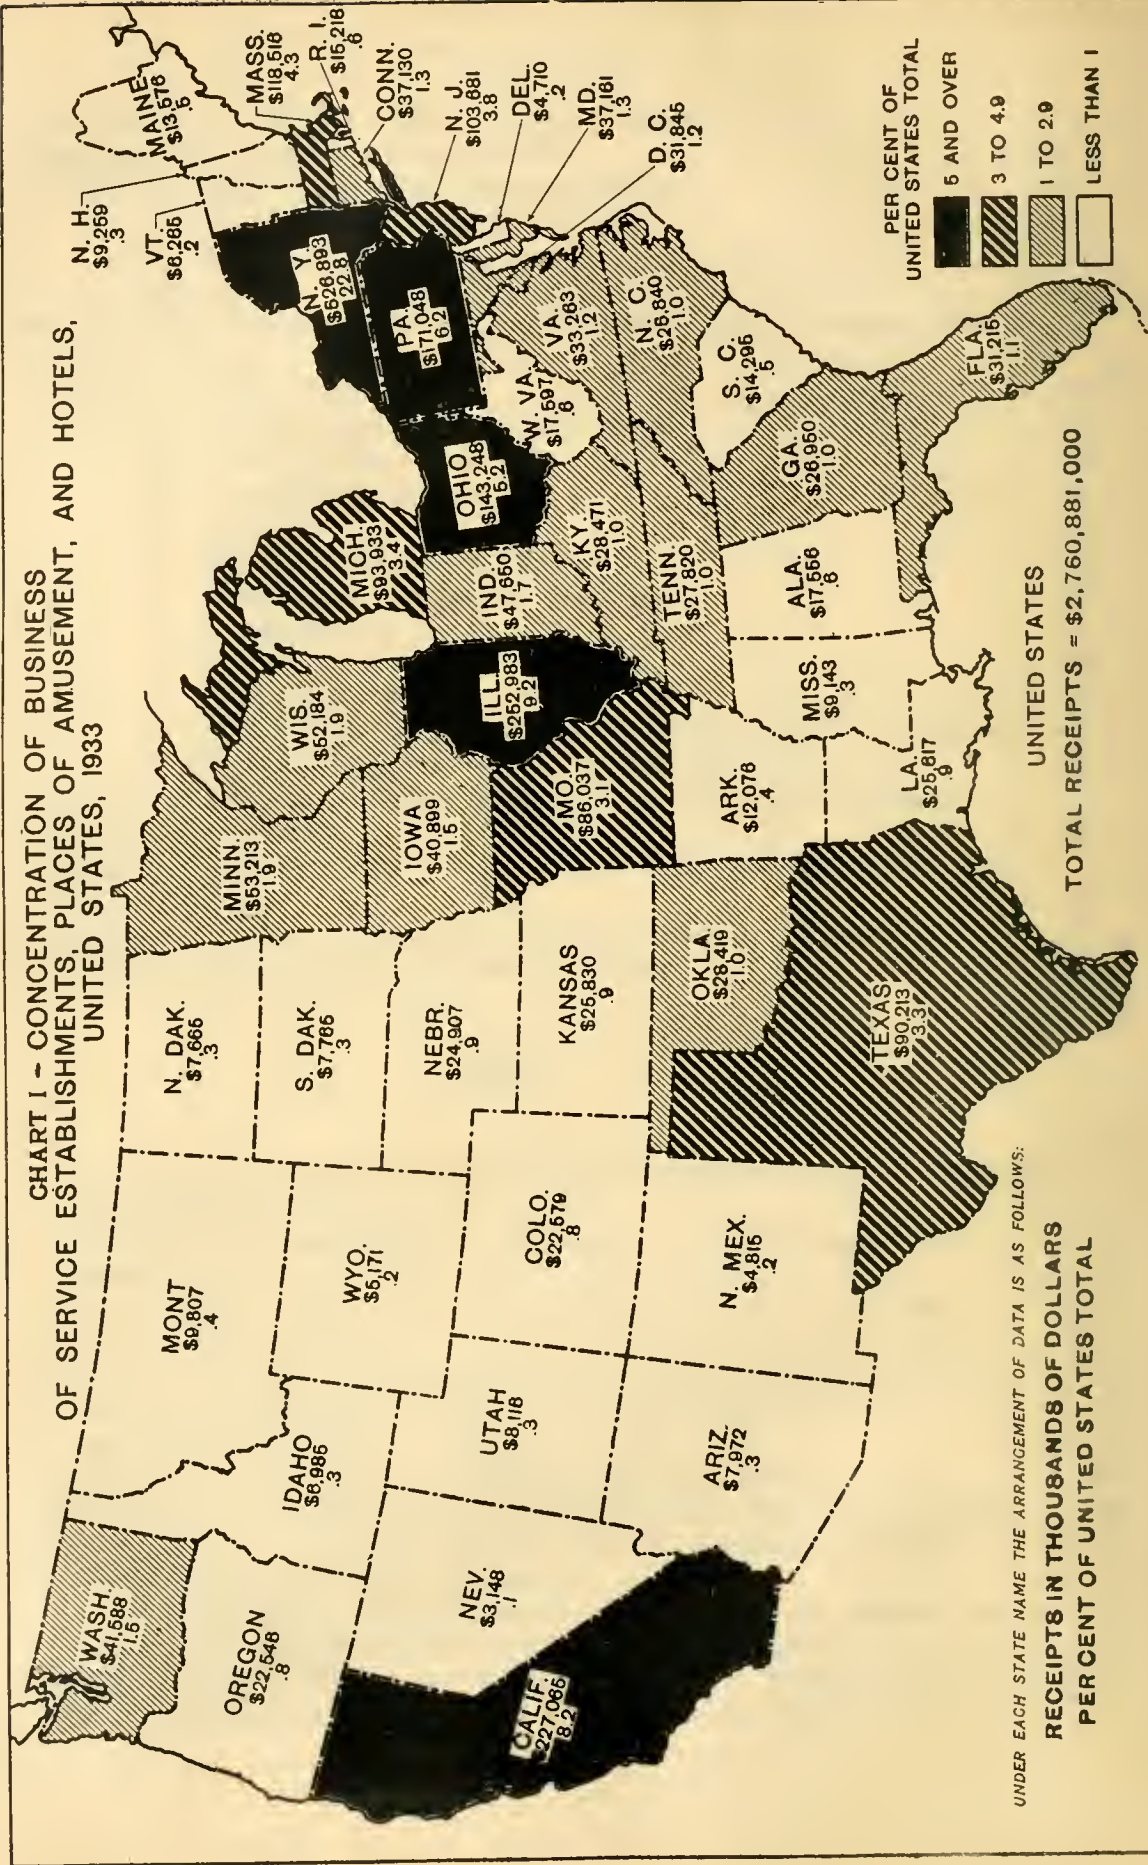 CHART I - CONCENTRATION OF BUSINESS
OF SERVICE ESTABLISHMENTS, PLACES OF AMUSEMENT, AND HOTELS,
UNITED STATES, 1933
WASH.
$41,588
1.5
OREGON
$22,548
.8
CALIF.
227,065
8.2
NEV.
$3,148
.1
IDAHO
$8,985
.3
MONT
$9,807
.4
WYO.
$5,171
.2
UTAH
$8,118
.3
ARIZ.
$7,972
.3
COLO.
$22,579
.8
N. MEX.
$4,815
.2
N. DAK.
$7,665
.3
S. DAK.
$7,785
.3
NEBR.
$24,907
.9
KANSAS
$25,830
.9
OKLA.
$28,419
1.0
TEXAS
$90,213
3.3
MINN.
$53,213
1.9
IOWA
$40,899
1.5
MO.
$86,037
3.1
ARK.
$12,078
.4
LA.
$25,817
.9
WIS.
$52,184
1.9
ILL.
$252,983
9.2
MISS.
$9,143
.3
MICH.
$93,933
3.4
IND.
$47,650
1.7
KY.
$28,471
1.0
TENN.
$27,820
1.0
ALA.
$17,556
.6
OHIO
$143,248
5.2
W. VA.
$17,597
.6
VA.
$33,263
1.2
N. C.
$26,840
1.0
S. C.
$14,295
.5
GA.
$26,950
1.0
FLA.
$31,215
1.1
PA.
$171,048
6.2
N. Y.
$626,893
22.8
N. H.
$9,259
.3
VT.
$6,285
.2
MAINE
$13,576
.5
MASS.
$118,518
4.3
R. I.
$15,218
.6
CONN.
$37,130
1.3
N. J.
$103,681
3.8
DEL.
$4,710
.2
MD.
$37,161
1.3
D. C.
$31,845
1.2
PER CENT OF
UNITED STATES TOTAL
5 AND OVER
3 TO 4.9
1 TO 2.9
LESS THAN 1
UNITED STATES
TOTAL RECEIPTS = $2,760,881,000
UNDER EACH STATE NAME THE ARRANGEMENT OF DATA IS AS FOLLOWS:
RECEIPTS IN THOUSANDS OF DOLLARS
PER CENT OF UNITED STATES TOTAL